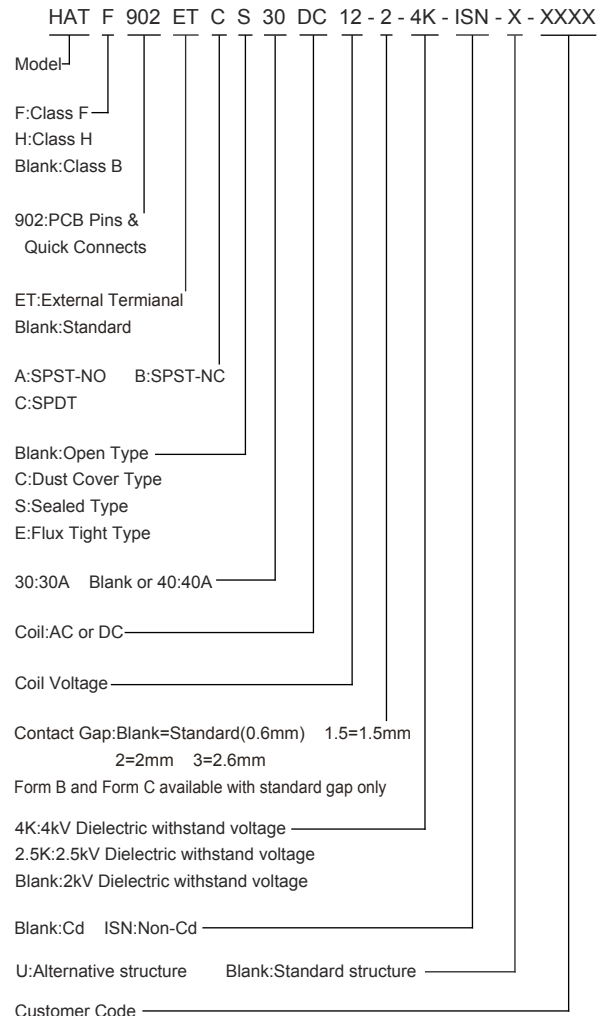 HAT F 902 ET C S 30 DC 12 - 2 - 4K - ISN - X - XXXX
Model
F:Class F
H:Class H
Blank:Class B
902:PCB Pins &
Quick Connects
ET:External Termianal
Blank:Standard
A:SPST-NO B:SPST-NC
C:SPDT
Blank:Open Type
C:Dust Cover Type
S:Sealed Type
E:Flux Tight Type
30:30A Blank or 40:40A
Coil:AC or DC
Coil Voltage
Contact Gap:Blank=Standard(0.6mm) 1.5=1.5mm
2=2mm 3=2.6mm
Form B and Form C available with standard gap only
4K:4kV Dielectric withstand voltage
2.5K:2.5kV Dielectric withstand voltage
Blank:2kV Dielectric withstand voltage
Blank:Cd ISN:Non-Cd
U:Alternative structure Blank:Standard structure
Customer Code